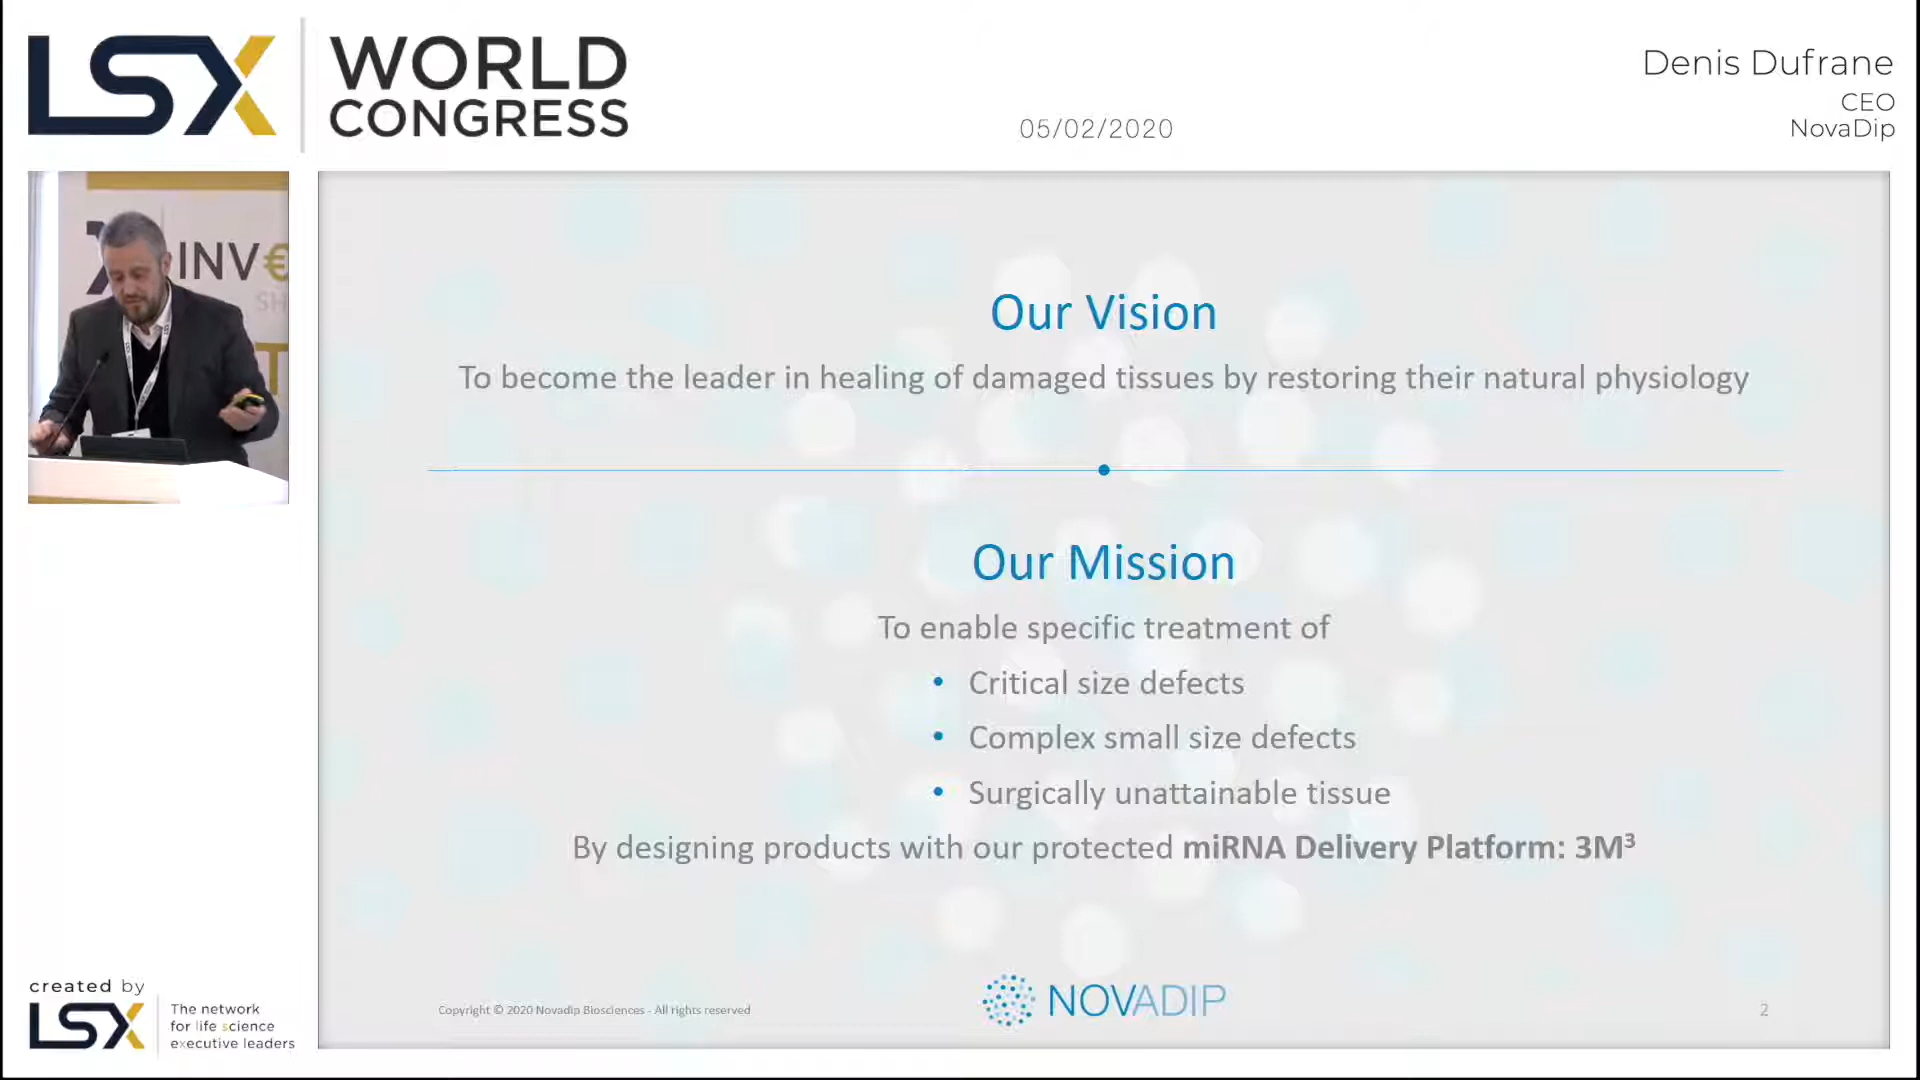 LSX
WORLD
CONGRESS
05/02/2020
Denis Dufrane
CEO
NovaDip
INV€
SH
T
Our Vision
To become the leader in healing of damaged tissues by restoring their natural physiology
Our Mission
To enable specific treatment of
• Critical size defects
• Complex small size defects
• Surgically unattainable tissue
By designing products with our protected miRNA Delivery Platform: 3M³
created by
LSX
The network
for life science
executive leaders
Copyright © 2020 Novadip Biosciences - All rights reserved
NOVADIP
2